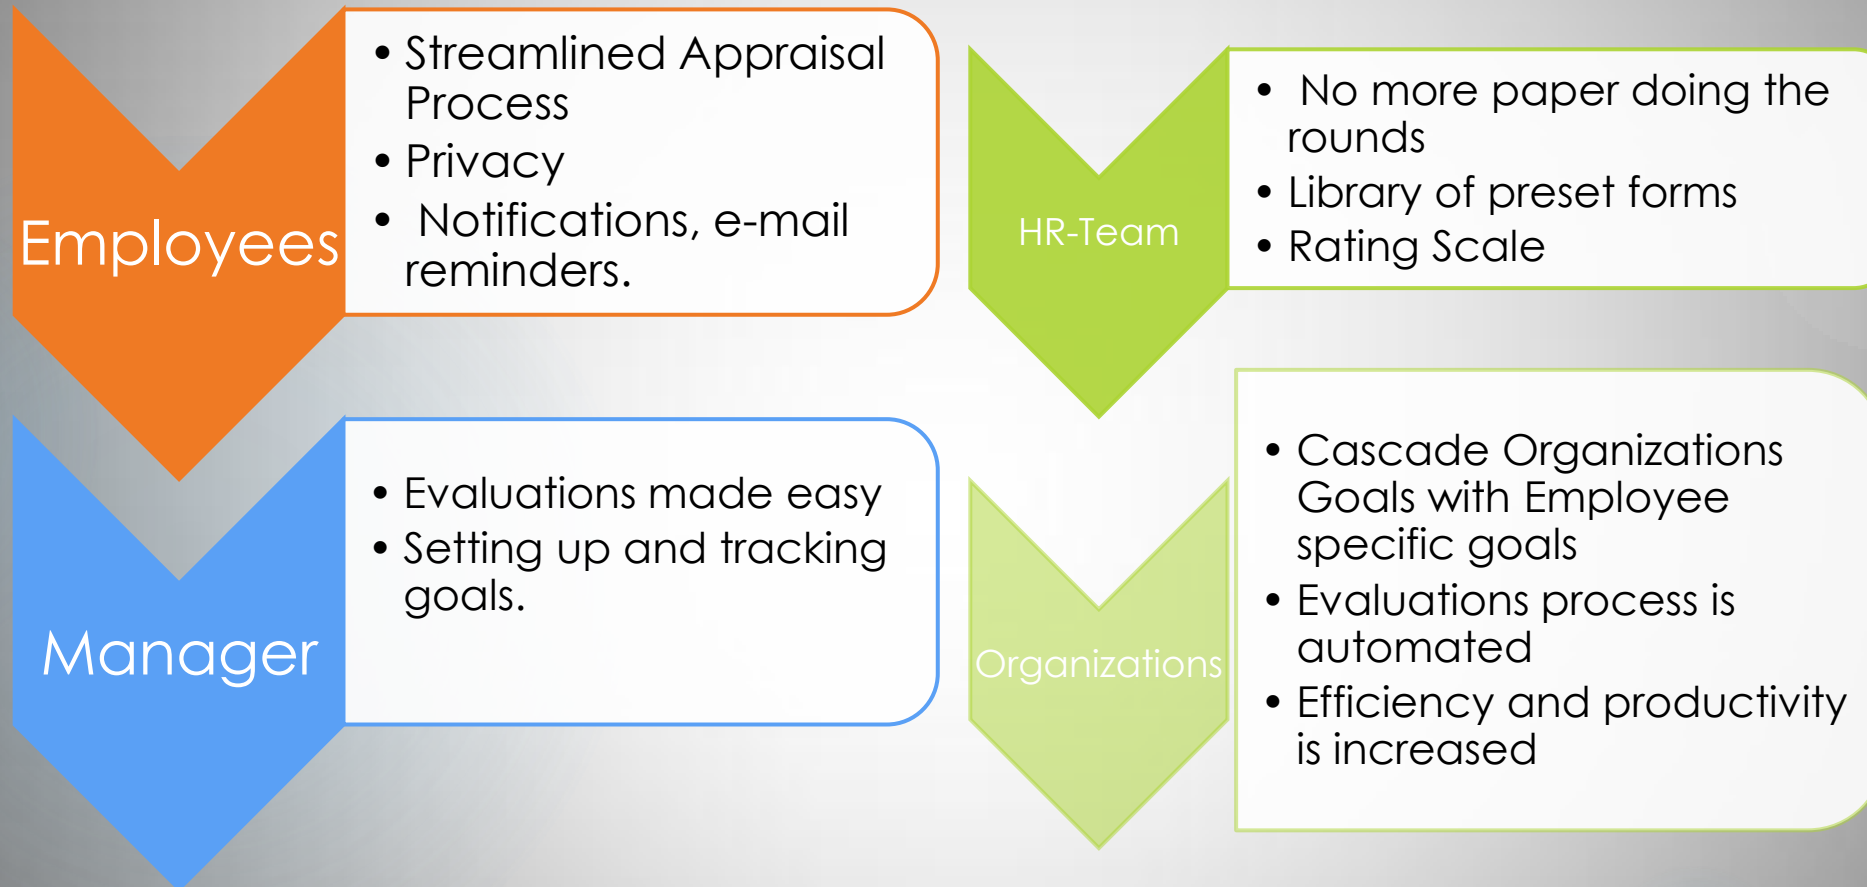 Employees
• Streamlined Appraisal
Process
• Privacy
• Notifications, e-mail
reminders.
Manager
• Evaluations made easy
• Setting up and tracking
goals.
HR-Team
• No more paper doing the
rounds
• Library of preset forms
• Rating Scale
Organizations
• Cascade Organizations
Goals with Employee
specific goals
• Evaluations process is
automated
• Efficiency and productivity
is increased